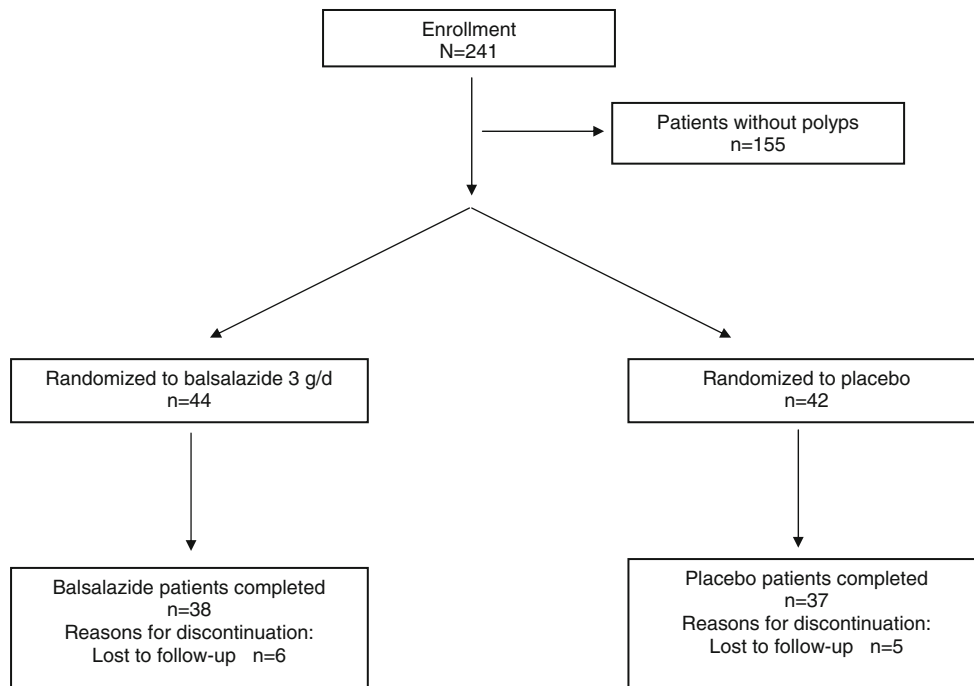 Enrollment
N=241
Patients without polyps
n=155
Randomized to balsalazide 3 g/d
n=44
Randomized to placebo
n=42
Balsalazide patients completed
n=38
Reasons for discontinuation:
Lost to follow-up n=6
Placebo patients completed
n=37
Reasons for discontinuation:
Lost to follow-up n=5